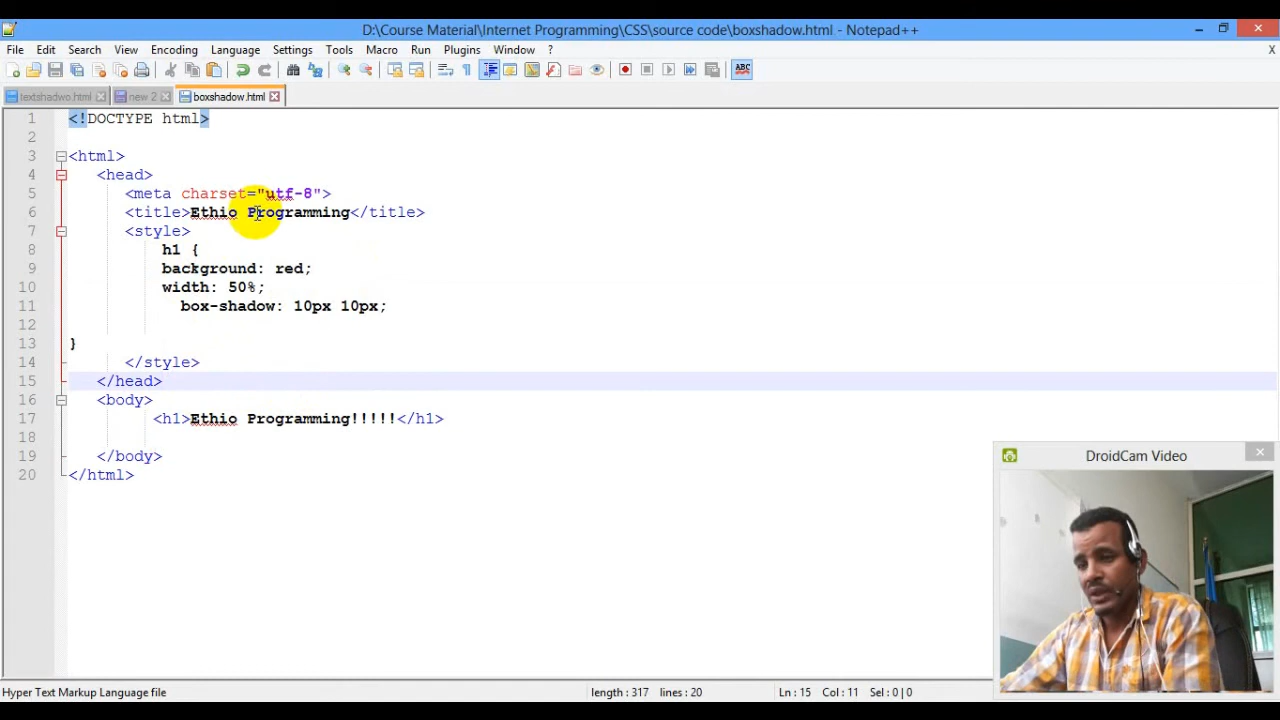 D:\Course Material\Internet Programming\CSS\source code\boxshadow.html - Notepad++
File Edit Search View Encoding Language Settings Tools Macro Run Plugins Window ? X
textshadwo.html new 2 boxshadow.html
1 <!DOCTYPE html>
2
3 <html>
4 <head>
5 <meta charset="utf-8">
6 <title>Ethio Programming</title>
7 <style>
8 h1 {
9 background: red;
10 width: 50%;
11 box-shadow: 10px 10px;
12
13 }
14 </style>
15 </head>
16 <body>
17 <h1>Ethio Programming!!!!!</h1>
18
19 </body>
20 </html>
DroidCam Video
Hyper Text Markup Language file length : 317 lines : 20 Ln : 15 Col : 11 Sel : 0 | 0